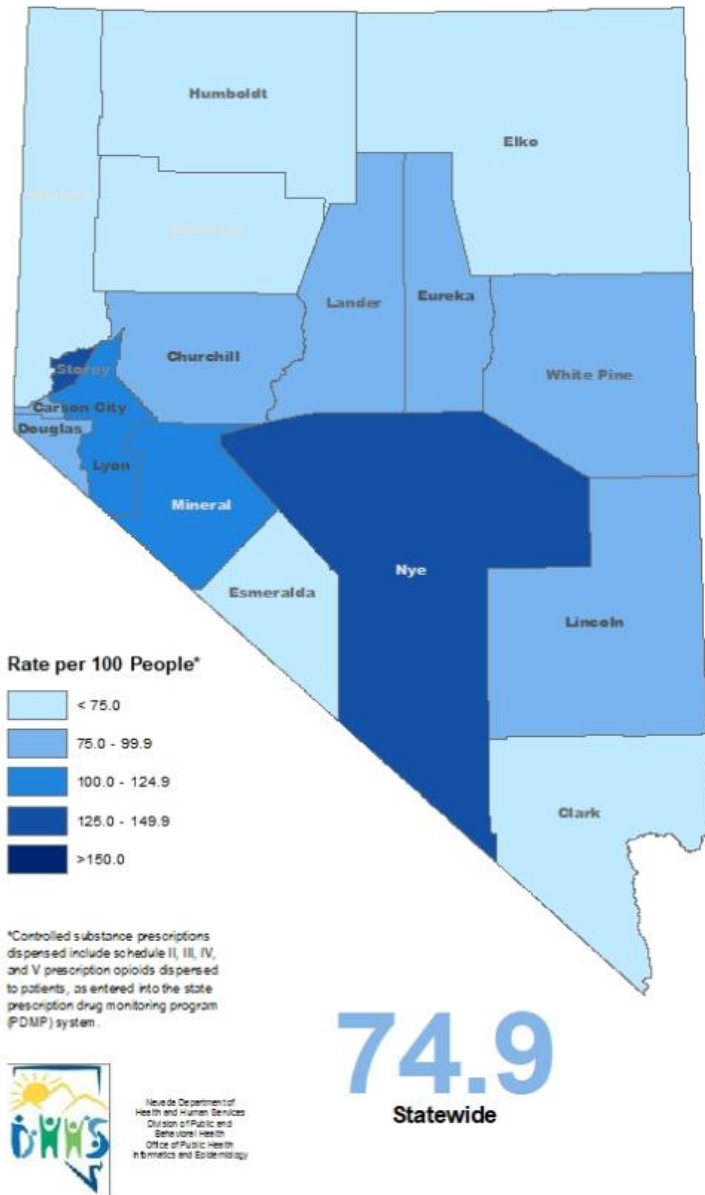 Humboldt
Elko
Washoe
Pershing
Lander
Eureka
Churchill
Storey
White Pine
Carson City
Douglas
Lyon
Mineral
Nye
Esmeralda
Lincoln
Clark
Rate per 100 People*
< 75.0
75.0 - 99.9
100.0 - 124.9
125.0 - 149.9
>150.0
*Controlled substance prescriptions
dispensed include schedule II, III, IV,
and V prescription opioids dispensed
to patients, as entered into the state
prescription drug monitoring program
(PDMP) system.
74.9
Statewide
DHHS
Nevada Department of
Health and Human Services
Division of Public and
Behavioral Health
Office of Public Health
Informatics and Epidemiology